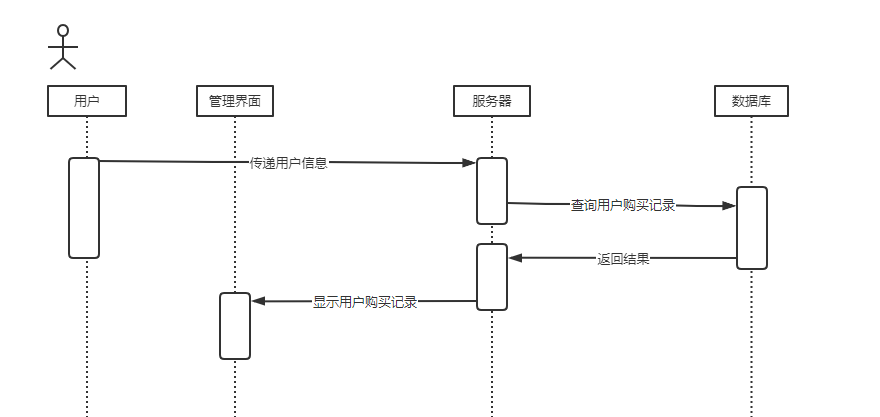 用户
管理界面
服务器
数据库
传递用户信息
查询用户购买记录
返回结果
显示用户购买记录